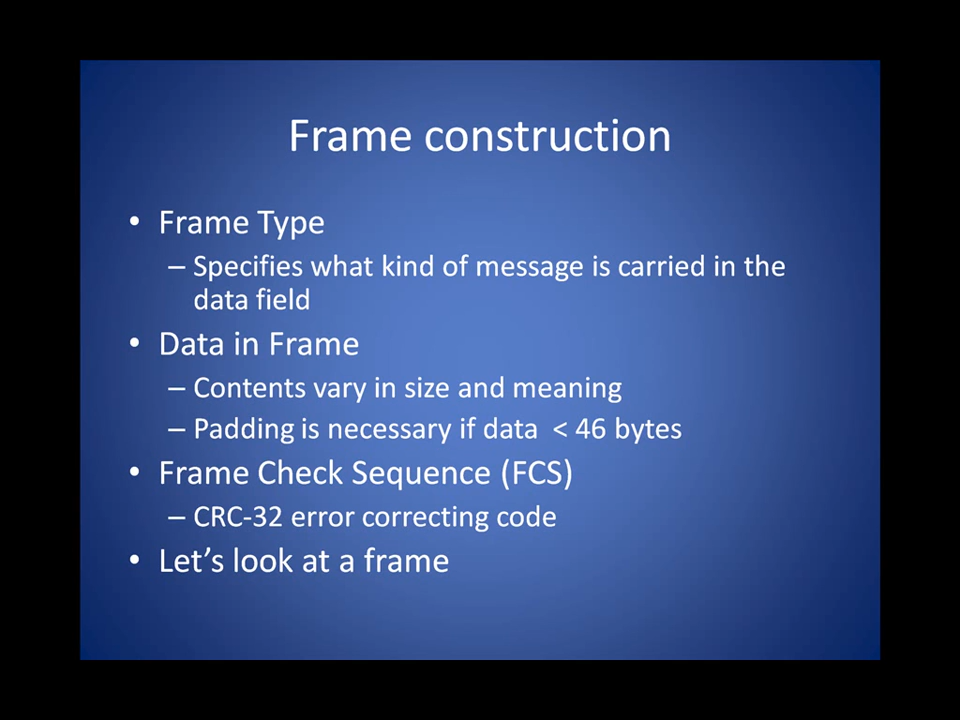 Frame construction
• Frame Type
– Specifies what kind of message is carried in the
data field
• Data in Frame
– Contents vary in size and meaning
– Padding is necessary if data < 46 bytes
• Frame Check Sequence (FCS)
– CRC-32 error correcting code
• Let’s look at a frame